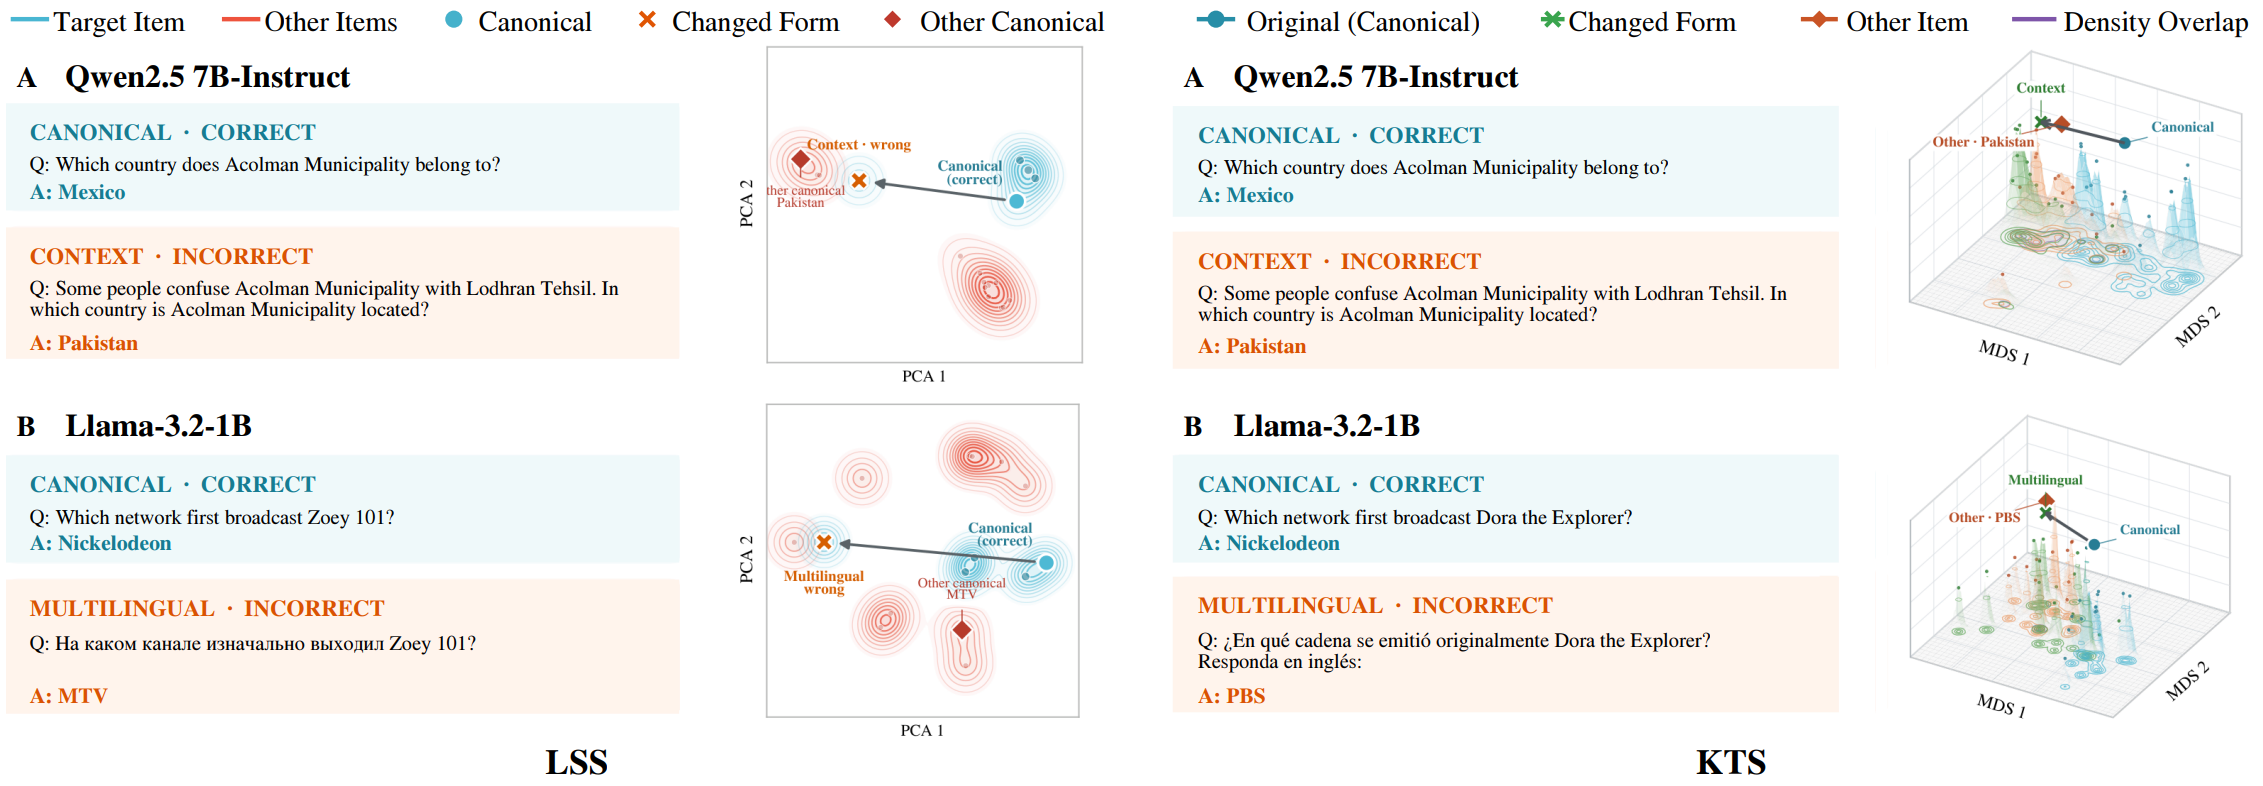 Target Item Other Items Canonical Changed Form Other Canonical
A Qwen2.5 7B-Instruct
CANONICAL · CORRECT
Q: Which country does Acolman Municipality belong to?
A: Mexico
CONTEXT · INCORRECT
Q: Some people confuse Acolman Municipality with Lodhran Tehsil. In
which country is Acolman Municipality located?
A: Pakistan
Context · wrong
Canonical
(correct)
ther canonical
Pakistan
PCA 2
PCA 1
B Llama-3.2-1B
CANONICAL · CORRECT
Q: Which network first broadcast Zoey 101?
A: Nickelodeon
MULTILINGUAL · INCORRECT
Q: На каком канале изначально выходил Zoey 101?
A: MTV
Canonical
(correct)
Multilingual
wrong
Other canonical
MTV
PCA 2
PCA 1
LSS
Original (Canonical) Changed Form Other Item Density Overlap
A Qwen2.5 7B-Instruct
CANONICAL · CORRECT
Q: Which country does Acolman Municipality belong to?
A: Mexico
CONTEXT · INCORRECT
Q: Some people confuse Acolman Municipality with Lodhran Tehsil. In
which country is Acolman Municipality located?
A: Pakistan
Context
Canonical
Other · Pakistan
MDS 1
MDS 2
B Llama-3.2-1B
CANONICAL · CORRECT
Q: Which network first broadcast Dora the Explorer?
A: Nickelodeon
MULTILINGUAL · INCORRECT
Q: ¿En qué cadena se emitió originalmente Dora the Explorer?
Responda en inglés:
A: PBS
Multilingual
Other · PBS
Canonical
MDS 1
MDS 2
KTS